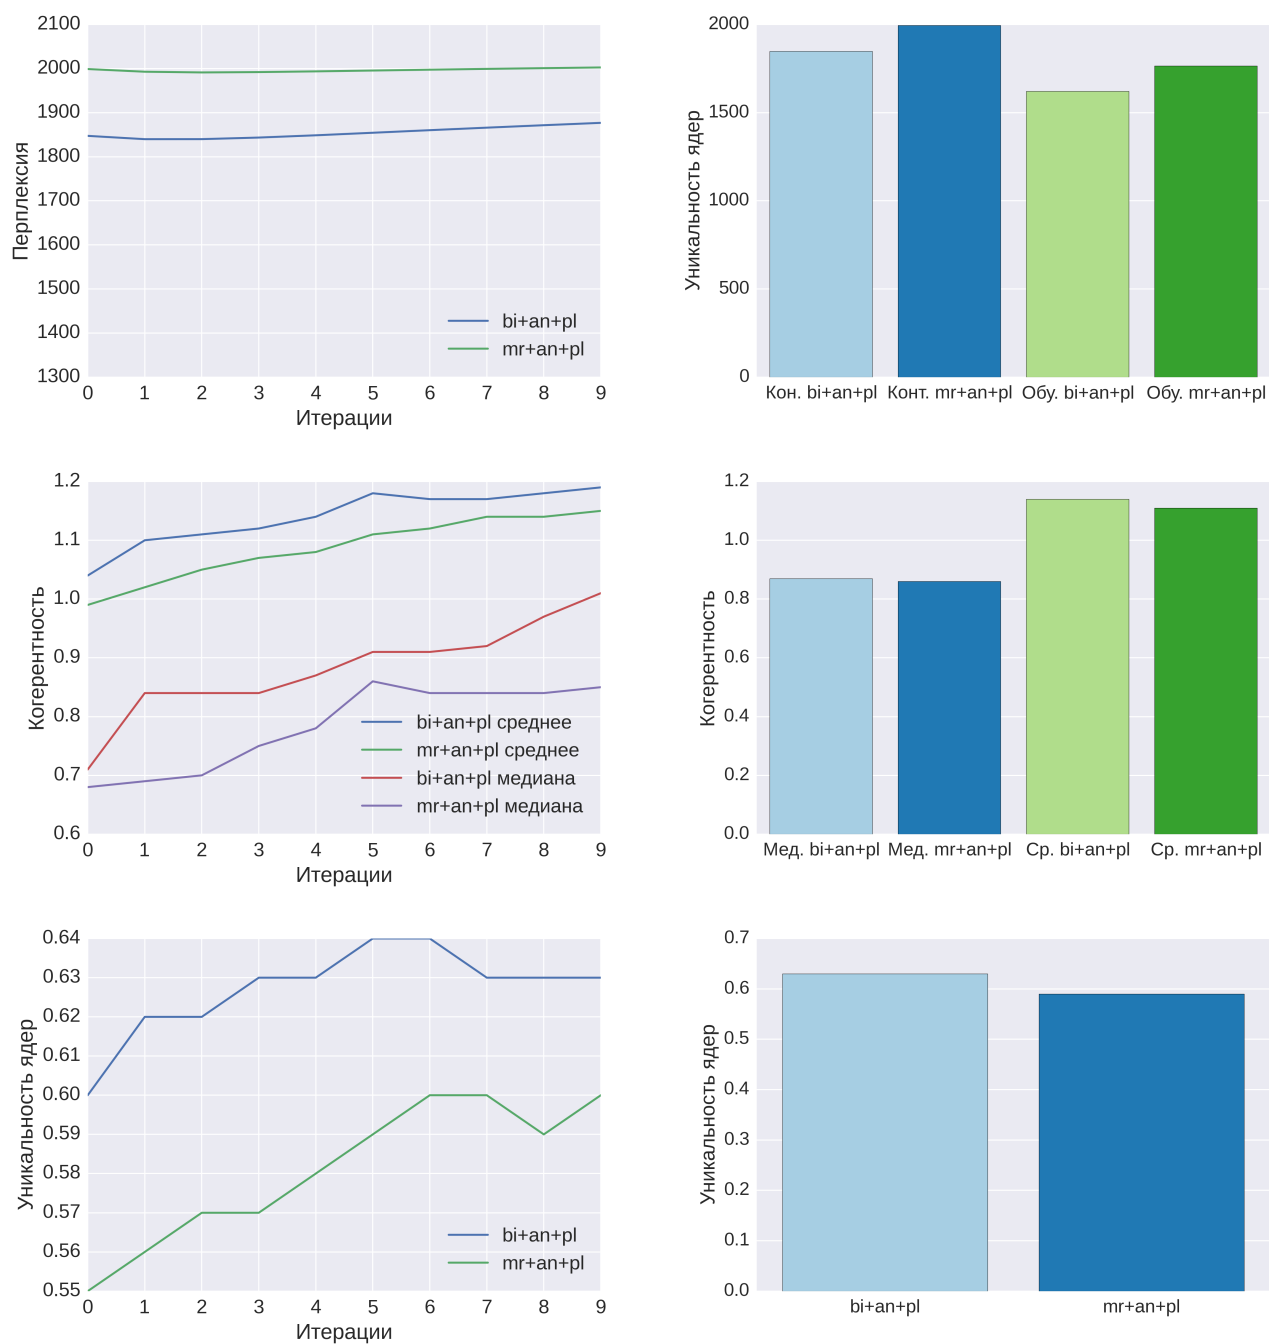 2100
2000
1900
1800
1700
1600
1500
1400
1300
Перплексия
0 1 2 3 4 5 6 7 8 9
Итерации
bi+an+pl
mr+an+pl
2000
1500
1000
500
0
Уникальность ядер
Кон. bi+an+pl Конт. mr+an+pl Обу. bi+an+pl Обу. mr+an+pl
1.2
1.1
1.0
0.9
0.8
0.7
0.6
Когерентность
0 1 2 3 4 5 6 7 8 9
Итерации
bi+an+pl среднее
mr+an+pl среднее
bi+an+pl медиана
mr+an+pl медиана
1.2
1.0
0.8
0.6
0.4
0.2
0.0
Когерентность
Мед. bi+an+pl Мед. mr+an+pl Ср. bi+an+pl Ср. mr+an+pl
0.64
0.63
0.62
0.61
0.60
0.59
0.58
0.57
0.56
0.55
Уникальность ядер
0 1 2 3 4 5 6 7 8 9
Итерации
bi+an+pl
mr+an+pl
0.7
0.6
0.5
0.4
0.3
0.2
0.1
0.0
Уникальность ядер
bi+an+pl mr+an+pl